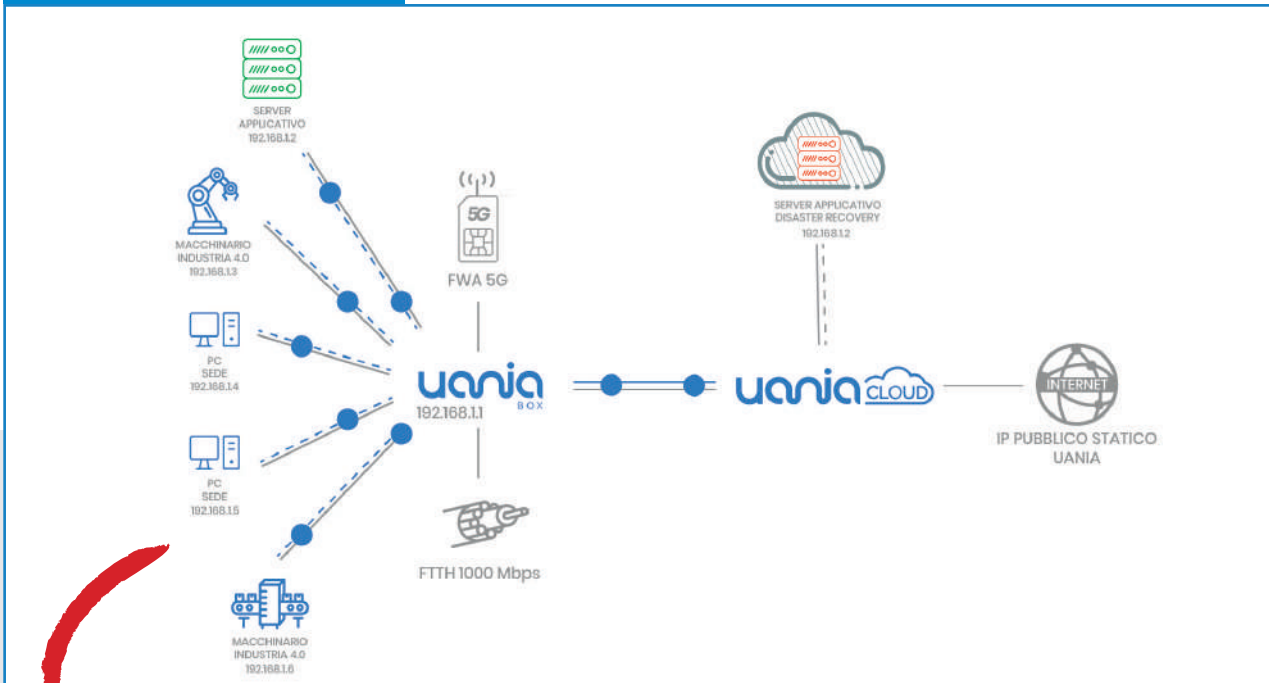 SERVER
APPLICATIVO
192.168.1.2
MACCHINARIO
INDUSTRIA 4.0
192.168.1.3
PC
SEDE
192.168.1.4
PC
SEDE
192.168.1.5
MACCHINARIO
INDUSTRIA 4.0
192.168.1.6
5G
FWA 5G
uania
BOX
192.168.1.1
FTTH 1000 Mbps
SERVER APPLICATIVO
DISASTER RECOVERY
192.168.1.2
uania CLOUD
INTERNET
IP PUBBLICO STATICO
UANIA